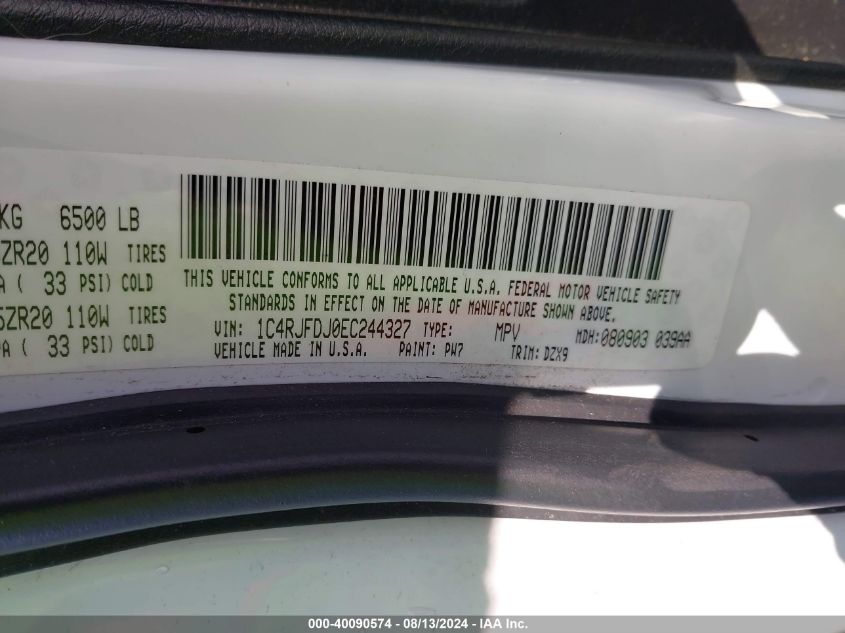 KG 6500 LB
ZR20 110W TIRES
A ( 33 PSI) COLD
5ZR20 110W TIRES
PA ( 33 PSI) COLD
THIS VEHICLE CONFORMS TO ALL APPLICABLE U.S.A. FEDERAL MOTOR VEHICLE SAFETY
STANDARDS IN EFFECT ON THE DATE OF MANUFACTURE SHOWN ABOVE.
VIN: 1C4RJFDJ0EC244327 TYPE: MPV MDH: 080903 039AA
VEHICLE MADE IN U.S.A. PAINT: PW7 TRIM: DZX9
000-40090574 / 08/13/2024 - IAA Inc.